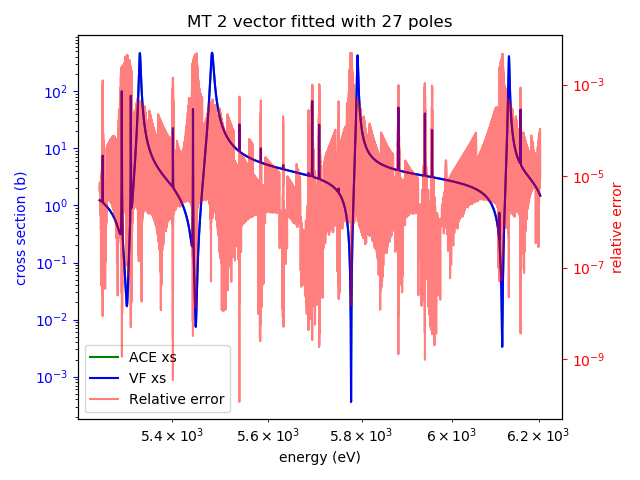 MT 2 vector fitted with 27 poles
cross section (b)
10²
10¹
10⁰
10⁻¹
10⁻²
10⁻³
10⁻³
10⁻⁵
10⁻⁷
10⁻⁹
relative error
ACE xs
VF xs
Relative error
5.4 × 10³ 5.6 × 10³ 5.8 × 10³ 6 × 10³ 6.2 × 10³
energy (eV)